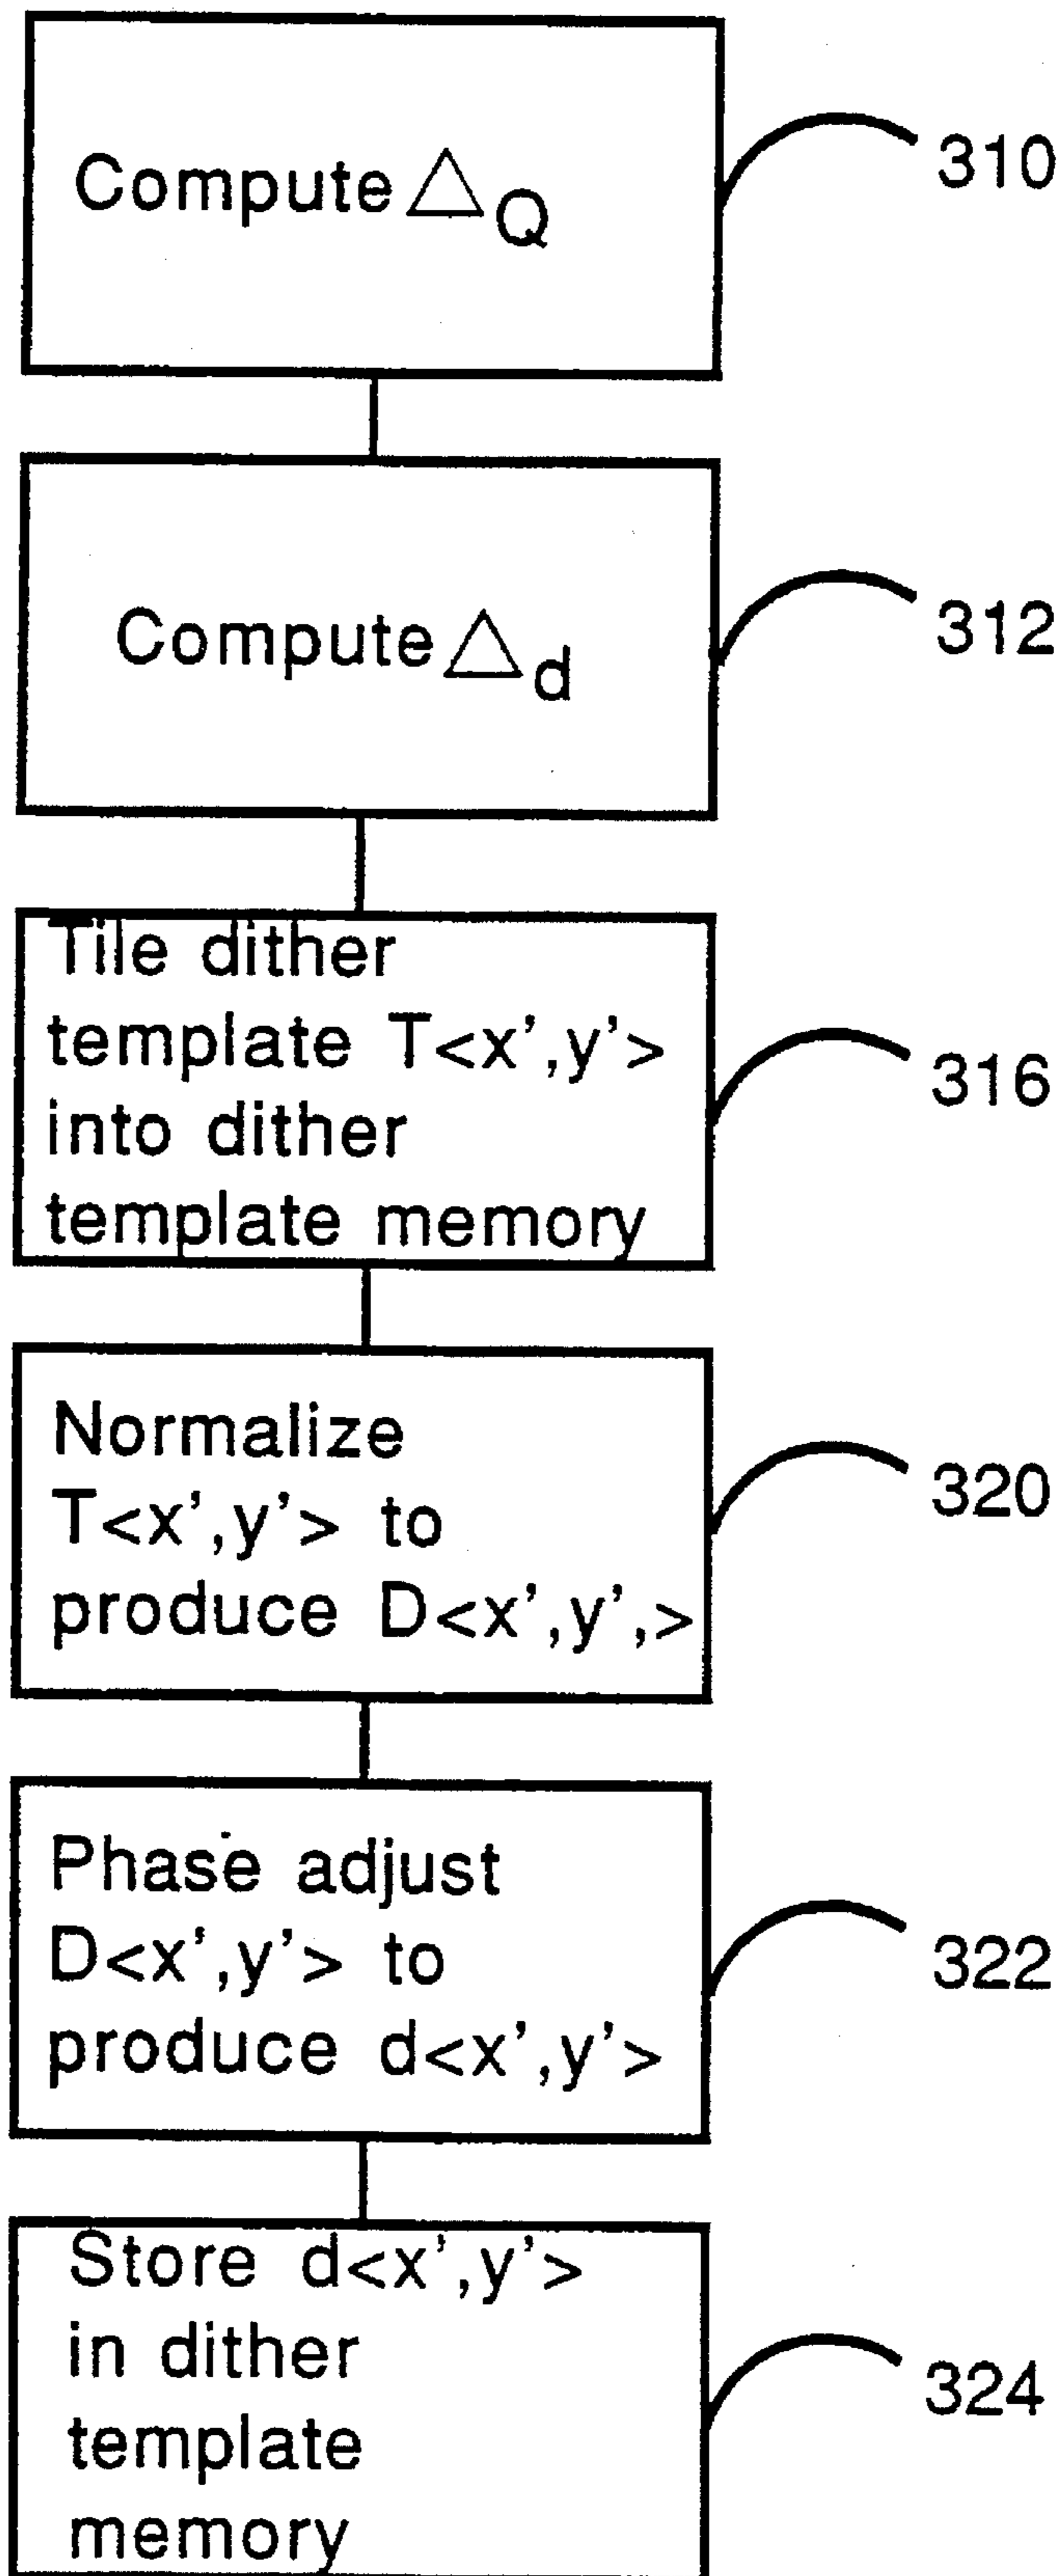 Compute △Q
310
Compute △d
312
Tile dither
template T<x',y'>
into dither
template memory
316
Normalize
T<x',y'> to
produce D<x',y',>
320
Phase adjust
D<x',y'> to
produce d<x',y'>
322
Store d<x',y'>
in dither
template
memory
324